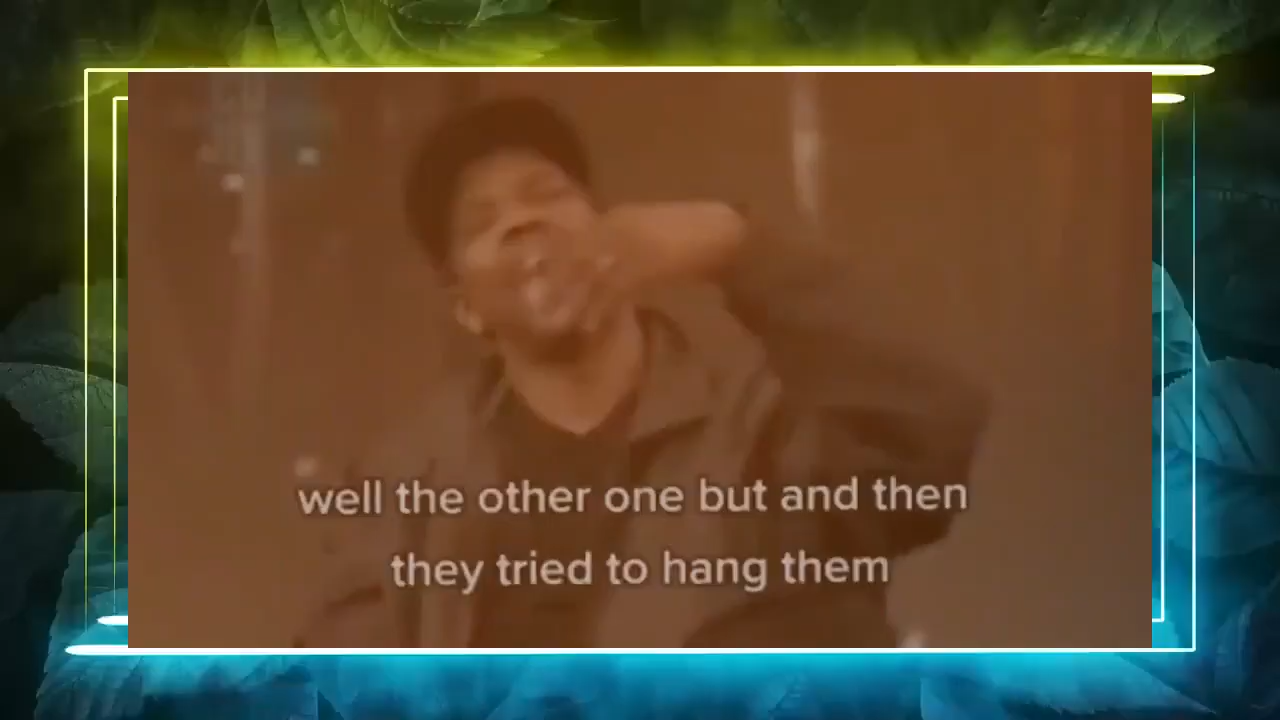 well the other one but and then
they tried to hang them